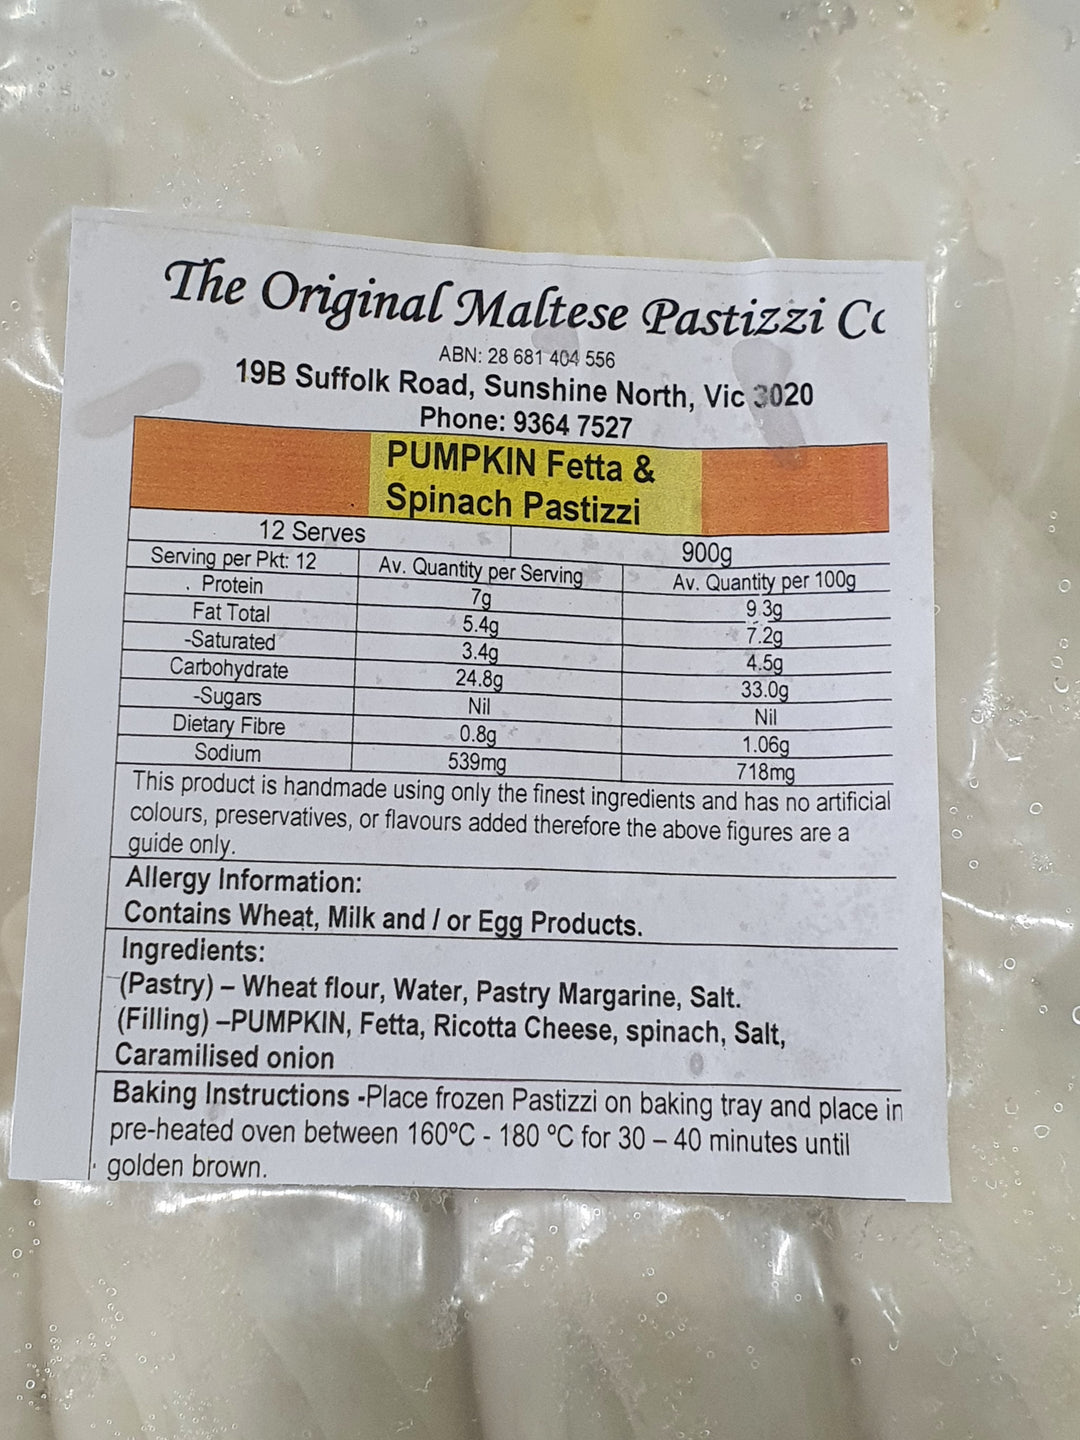 The Original Maltese Pastizzi
ABN: 28 681 404 556
19B Suffolk Road, Sunshine North, Vic 3020
Phone: 9364 7527
PUMPKIN Fetta &
Spinach Pastizzi
12 Serves 900g
Serving per Pkt: 12 Av. Quantity per Serving Av. Quantity per 100g
Protein 7g 9.3g
Fat Total 5.4g 7.2g
-Saturated 3.4g 4.5g
Carbohydrate 24.8g 33.0g
-Sugars Nil Nil
Dietary Fibre 0.8g 1.06g
Sodium 539mg 718mg
This product is handmade using only the finest ingredients and has no artificial
colours, preservatives, or flavours added therefore the above figures are a
guide only.
Allergy Information:
Contains Wheat, Milk and / or Egg Products.
Ingredients:
(Pastry) – Wheat flour, Water, Pastry Margarine, Salt.
(Filling) –PUMPKIN, Fetta, Ricotta Cheese, spinach, Salt,
Caramilised onion
Baking Instructions -Place frozen Pastizzi on baking tray and place in
pre-heated oven between 160ºC - 180 ºC for 30 – 40 minutes until
golden brown.